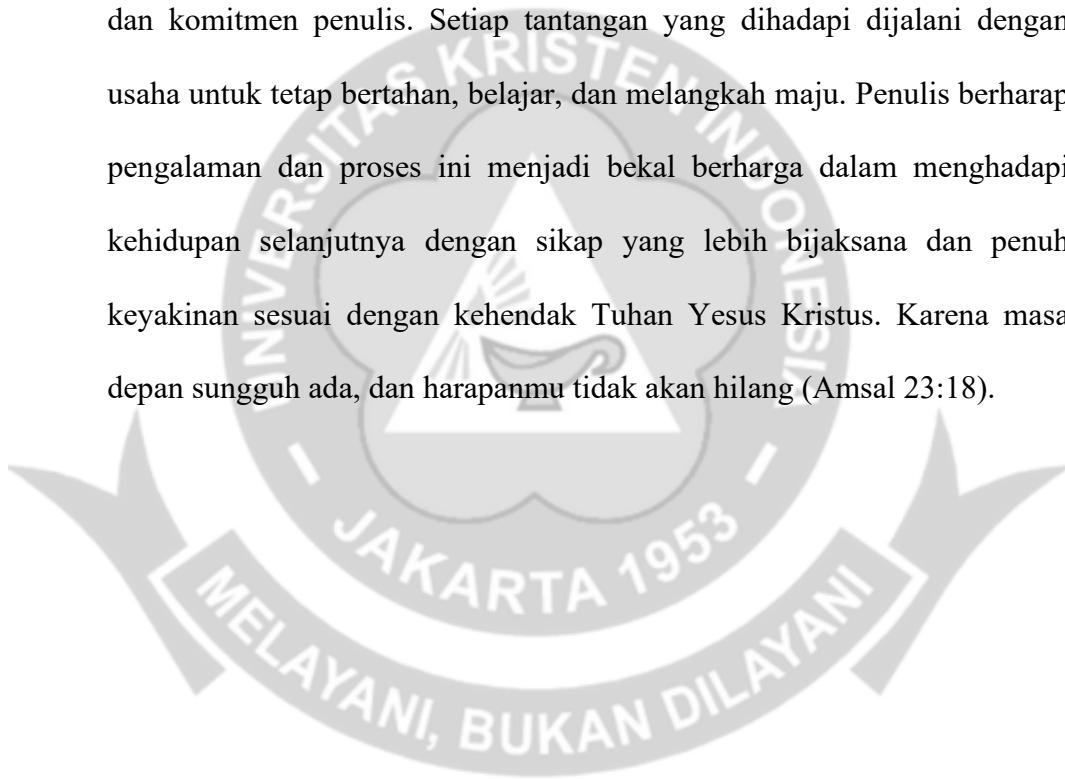 dan komitmen penulis. Setiap tantangan yang dihadapi dijalani dengan
usaha untuk tetap bertahan, belajar, dan melangkah maju. Penulis berharap
pengalaman dan proses ini menjadi bekal berharga dalam menghadapi
kehidupan selanjutnya dengan sikap yang lebih bijaksana dan penuh
keyakinan sesuai dengan kehendak Tuhan Yesus Kristus. Karena masa
depan sungguh ada, dan harapanmu tidak akan hilang (Amsal 23:18).
UNIVERSITAS KRISTEN INDONESIA
JAKARTA 1953
MELAYANI, BUKAN DILAYANI